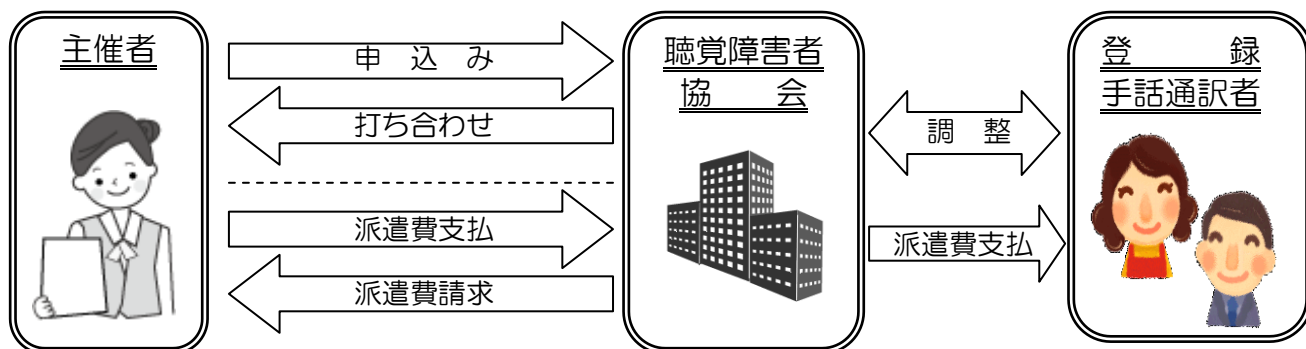 主催者
申　込　み
打ち合わせ
派遣費支払
派遣費請求
聴覚障害者
協　　会
調　整
派遣費支払
登　　録
手話通訳者